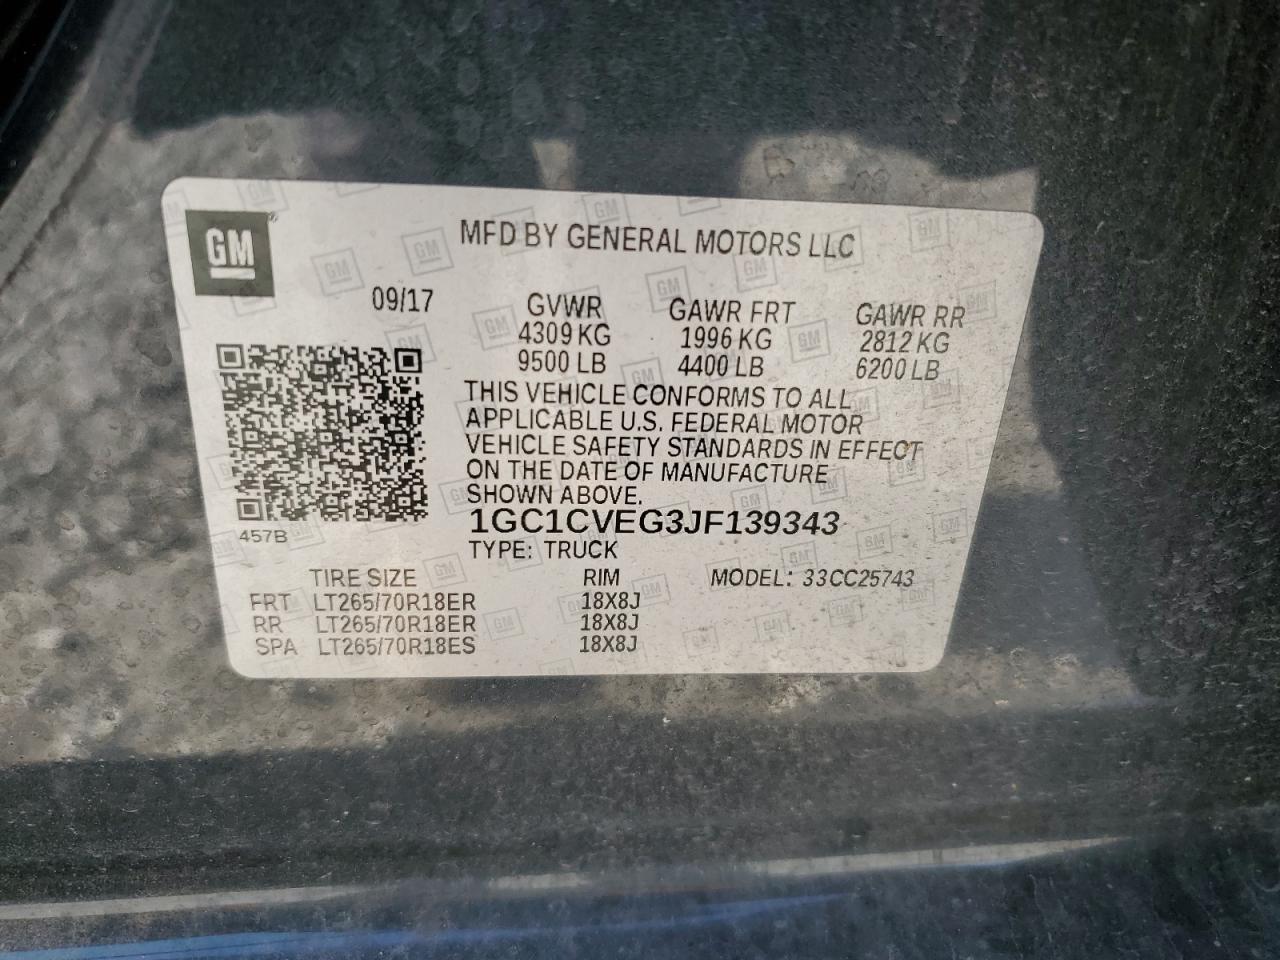 GM
MFD BY GENERAL MOTORS LLC
09/17
GVWR GAWR FRT GAWR RR
4309 KG 1996 KG 2812 KG
9500 LB 4400 LB 6200 LB
THIS VEHICLE CONFORMS TO ALL
APPLICABLE U.S. FEDERAL MOTOR
VEHICLE SAFETY STANDARDS IN EFFECT
ON THE DATE OF MANUFACTURE
SHOWN ABOVE.
1GC1CVEG3JF139343
457B
TYPE: TRUCK
TIRE SIZE RIM MODEL: 33CC25743
FRT LT265/70R18ER 18X8J
RR LT265/70R18ER 18X8J
SPA LT265/70R18ES 18X8J